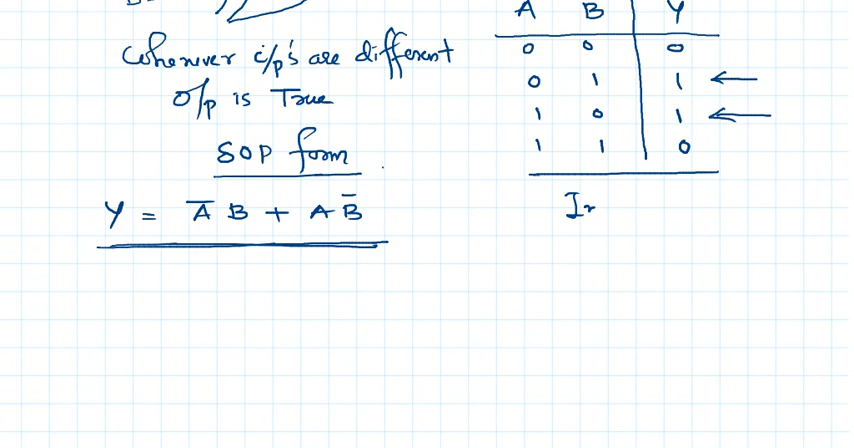 A B Y
0 0 0
Whenever i/p's are different
0 1 1 ←
O/p is True
1 0 1 ←
1 1 0
SOP form
Y = A̅ B + A B̅
In